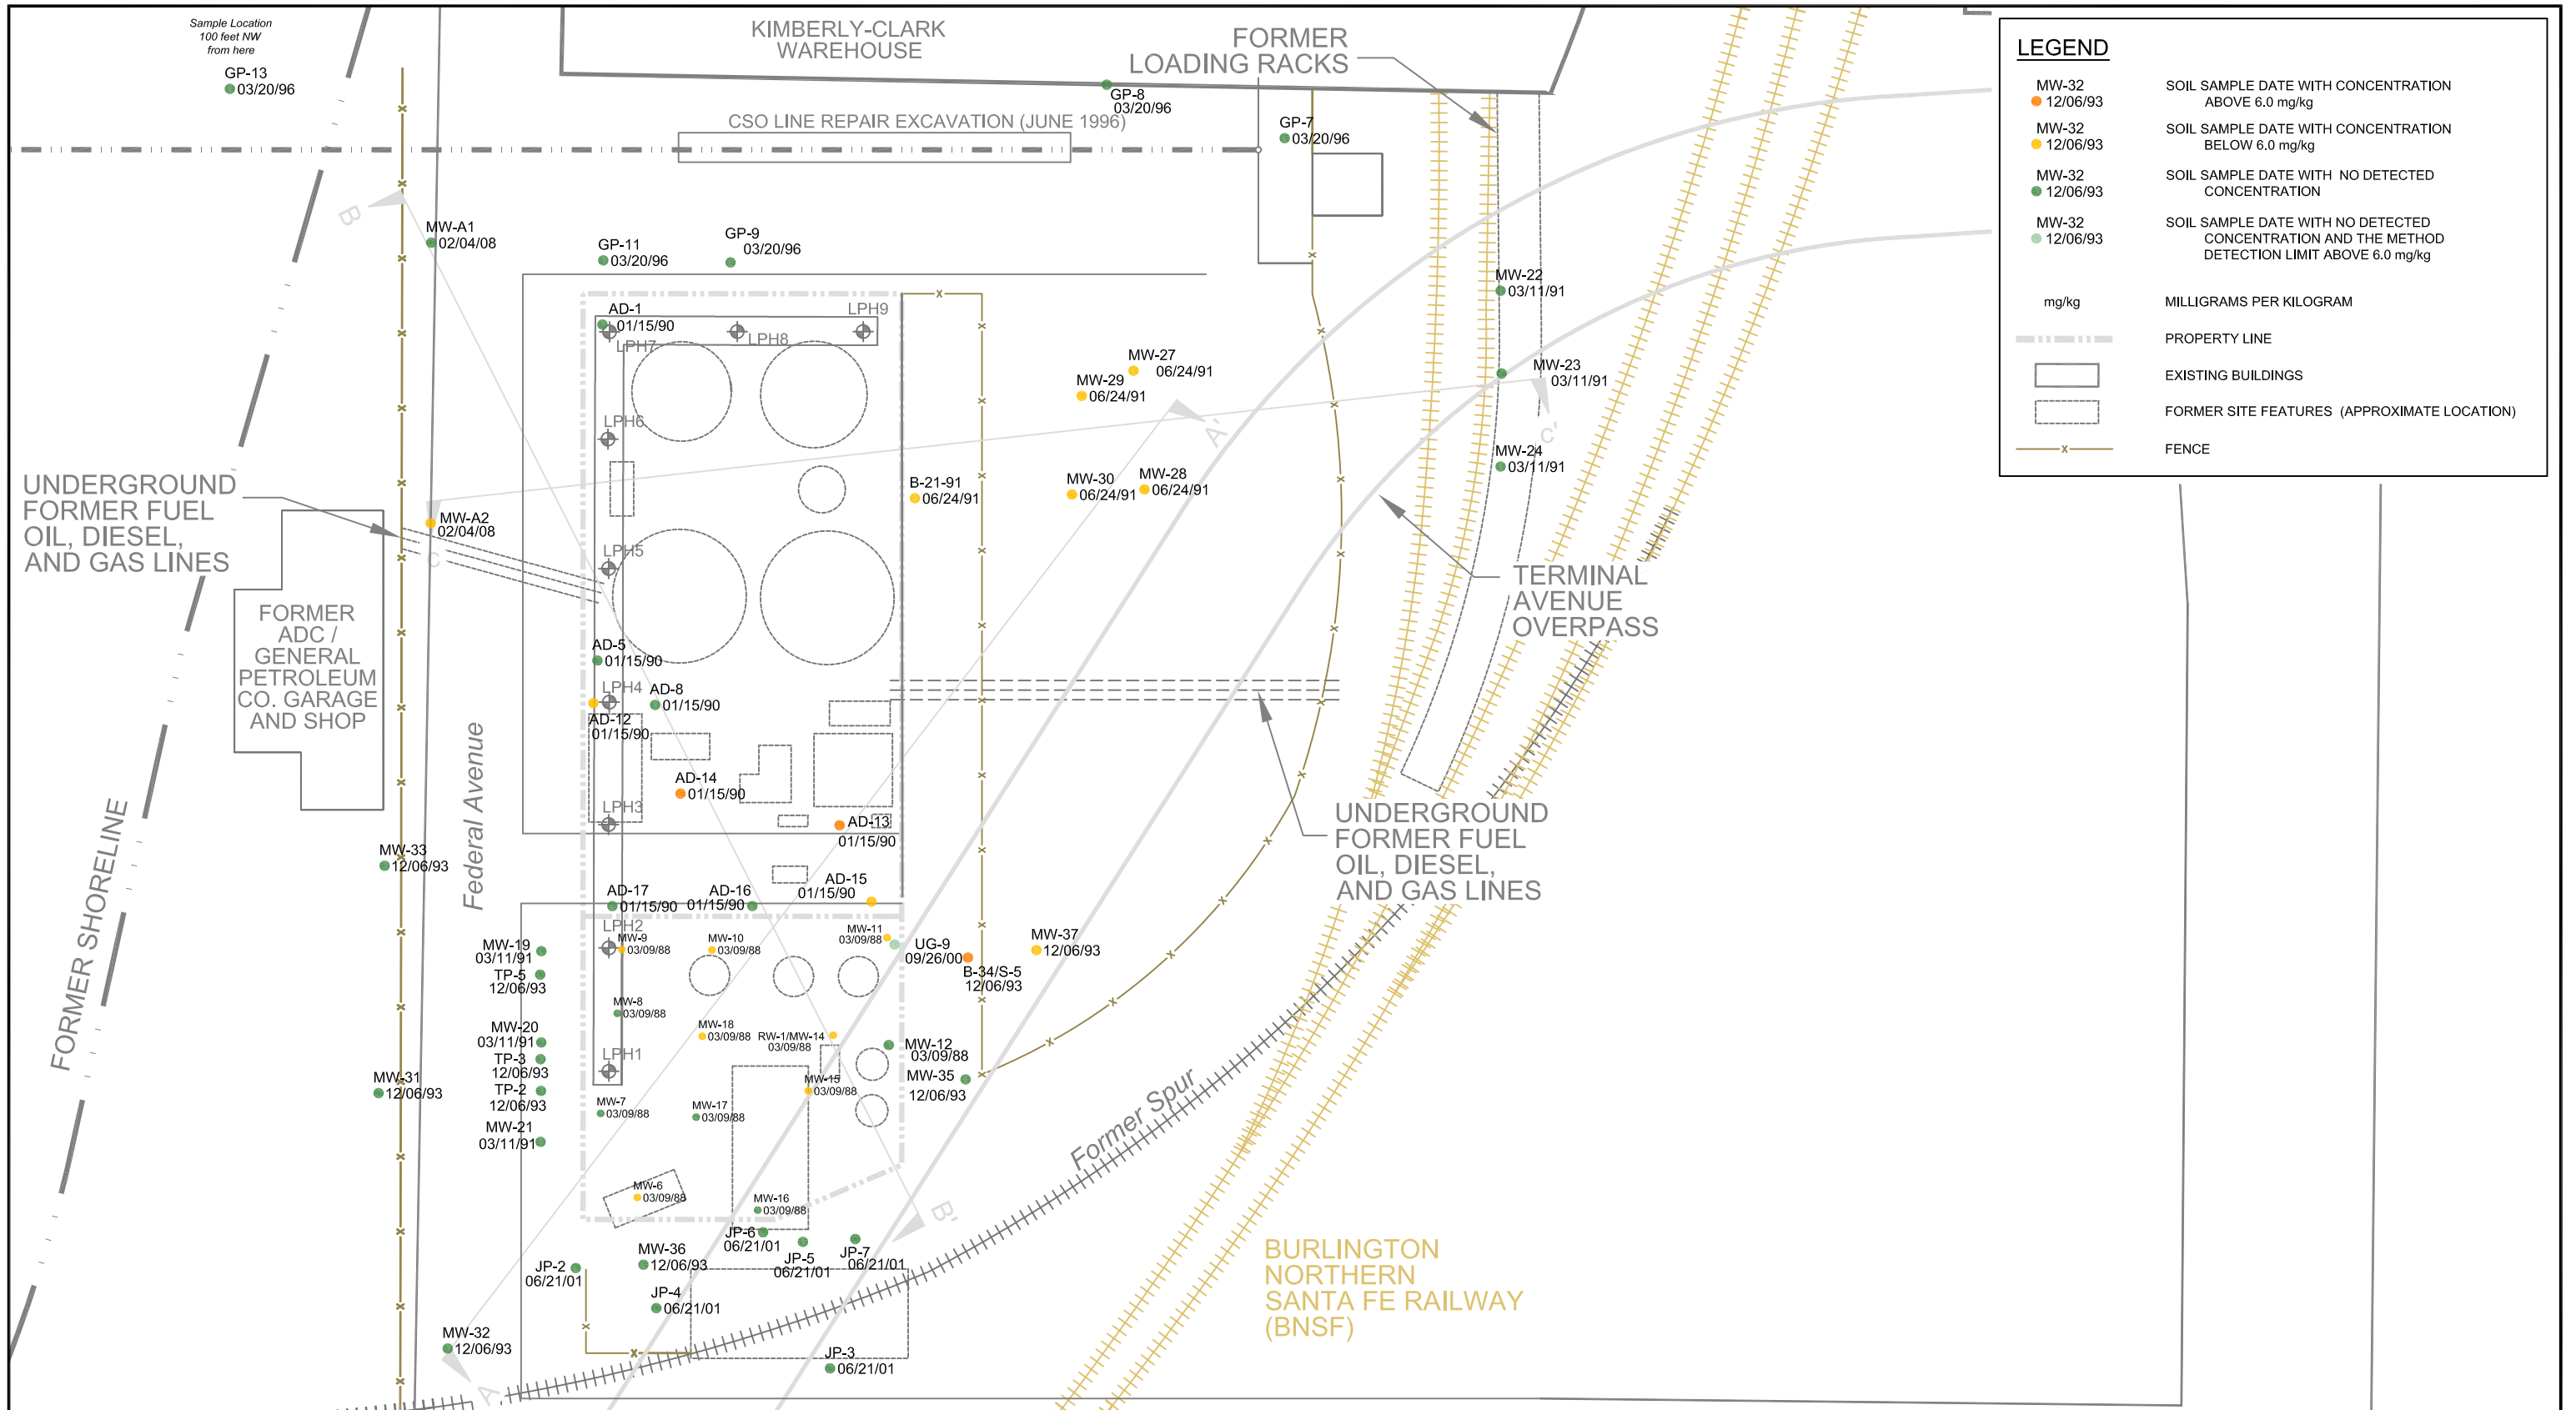 Sample Location
100 feet NW
from here
GP-13
03/20/96
KIMBERLY-CLARK
WAREHOUSE
FORMER
LOADING RACKS
GP-8
03/20/96
CSO LINE REPAIR EXCAVATION (JUNE 1996)
GP-7
03/20/96
LEGEND
MW-32
12/06/93
SOIL SAMPLE DATE WITH CONCENTRATION
ABOVE 6.0 mg/kg
MW-32
12/06/93
SOIL SAMPLE DATE WITH CONCENTRATION
BELOW 6.0 mg/kg
MW-32
12/06/93
SOIL SAMPLE DATE WITH NO DETECTED
CONCENTRATION
MW-32
12/06/93
SOIL SAMPLE DATE WITH NO DETECTED
CONCENTRATION AND THE METHOD
DETECTION LIMIT ABOVE 6.0 mg/kg
mg/kg
MILLIGRAMS PER KILOGRAM
PROPERTY LINE
EXISTING BUILDINGS
FORMER SITE FEATURES (APPROXIMATE LOCATION)
FENCE
B
MW-A1
02/04/08
GP-11
03/20/96
GP-9
03/20/96
MW-22
03/11/91
AD-1
01/15/90
LPH7
LPH8
LPH9
MW-27
06/24/91
MW-29
06/24/91
MW-23
03/11/91
A'
C'
LPH6
MW-24
03/11/91
B-21-91
06/24/91
MW-30
06/24/91
MW-28
06/24/91
UNDERGROUND
FORMER FUEL
OIL, DIESEL,
AND GAS LINES
MW-A2
02/04/08
C
LPH5
TERMINAL
AVENUE
OVERPASS
FORMER
ADC /
GENERAL
PETROLEUM
CO. GARAGE
AND SHOP
AD-5
01/15/90
LPH4
AD-8
01/15/90
AD-12
01/15/90
Federal Avenue
AD-14
01/15/90
LPH3
AD-13
01/15/90
UNDERGROUND
FORMER FUEL
OIL, DIESEL,
AND GAS LINES
FORMER SHORELINE
MW-33
12/06/93
AD-17
01/15/90
AD-16
01/15/90
AD-15
01/15/90
LPH2
MW-9
03/09/88
MW-10
03/09/88
MW-11
03/09/88
UG-9
09/26/00
MW-37
12/06/93
B-34/S-5
12/06/93
MW-19
03/11/91
TP-5
12/06/93
MW-8
03/09/88
MW-18
03/09/88
RW-1/MW-14
03/09/88
MW-20
03/11/91
TP-3
12/06/93
TP-2
12/06/93
LPH1
MW-12
03/09/88
MW-35
12/06/93
MW-15
03/09/88
MW-31
12/06/93
MW-7
03/09/88
MW-17
03/09/88
MW-21
03/11/91
Former Spur
MW-6
03/09/88
MW-16
03/09/88
B'
JP-6
06/21/01
JP-5
06/21/01
JP-7
06/21/01
JP-2
06/21/01
MW-36
12/06/93
JP-4
06/21/01
BURLINGTON
NORTHERN
SANTA FE RAILWAY
(BNSF)
MW-32
12/06/93
JP-3
06/21/01
A